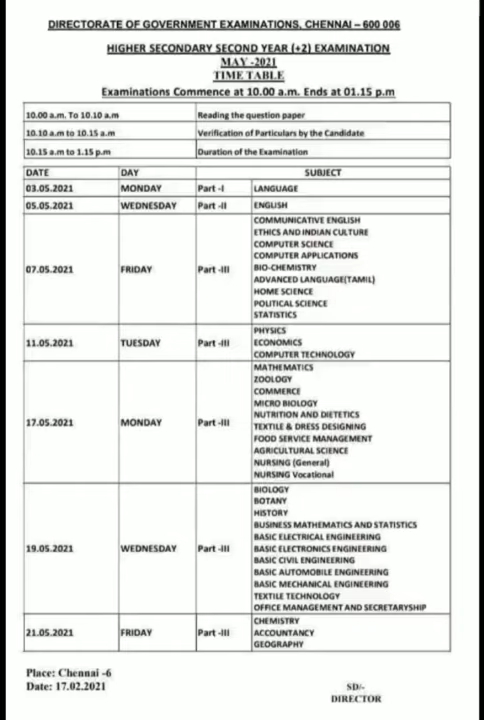 DIRECTORATE OF GOVERNMENT EXAMINATIONS, CHENNAI – 600 006
HIGHER SECONDARY SECOND YEAR (+2) EXAMINATION
MAY -2021
TIME TABLE
Examinations Commence at 10.00 a.m. Ends at 01.15 p.m
10.00 a.m. To 10.10 a.m Reading the question paper
10.10 a.m to 10.15 a.m Verification of Particulars by the Candidate
10.15 a.m to 1.15 p.m Duration of the Examination
DATE DAY SUBJECT
03.05.2021 MONDAY Part -I LANGUAGE
05.05.2021 WEDNESDAY Part -II ENGLISH
COMMUNICATIVE ENGLISH
ETHICS AND INDIAN CULTURE
COMPUTER SCIENCE
COMPUTER APPLICATIONS
07.05.2021 FRIDAY Part -III BIO-CHEMISTRY
ADVANCED LANGUAGE(TAMIL)
HOME SCIENCE
POLITICAL SCIENCE
STATISTICS
PHYSICS
11.05.2021 TUESDAY Part -III ECONOMICS
COMPUTER TECHNOLOGY
MATHEMATICS
ZOOLOGY
COMMERCE
MICRO BIOLOGY
NUTRITION AND DIETETICS
17.05.2021 MONDAY Part -III TEXTILE & DRESS DESIGNING
FOOD SERVICE MANAGEMENT
AGRICULTURAL SCIENCE
NURSING (General)
NURSING Vocational
BIOLOGY
BOTANY
HISTORY
BUSINESS MATHEMATICS AND STATISTICS
BASIC ELECTRICAL ENGINEERING
19.05.2021 WEDNESDAY Part -III BASIC ELECTRONICS ENGINEERING
BASIC CIVIL ENGINEERING
BASIC AUTOMOBILE ENGINEERING
BASIC MECHANICAL ENGINEERING
TEXTILE TECHNOLOGY
OFFICE MANAGEMENT AND SECRETARYSHIP
CHEMISTRY
21.05.2021 FRIDAY Part -III ACCOUNTANCY
GEOGRAPHY
Place: Chennai -6
Date: 17.02.2021
SD/-
DIRECTOR